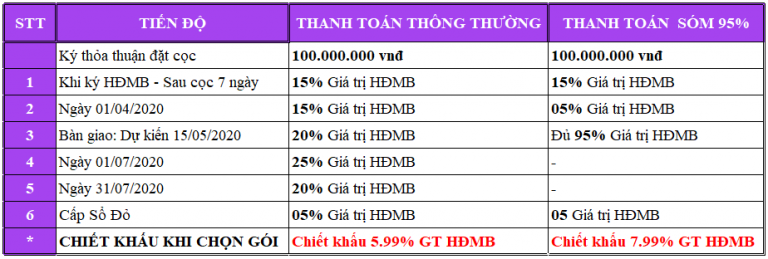 STT TIẾN ĐỘ THANH TOÁN THÔNG THƯỜNG THANH TOÁN SỚM 95%
Ký thỏa thuận đặt cọc 100.000.000 vnđ 100.000.000 vnđ
1 Khi ký HĐMB - Sau cọc 7 ngày 15% Giá trị HĐMB 15% Giá trị HĐMB
2 Ngày 01/04/2020 15% Giá trị HĐMB 05% Giá trị HĐMB
3 Bàn giao: Dự kiến 15/05/2020 20% Giá trị HĐMB Đủ 95% Giá trị HĐMB
4 Ngày 01/07/2020 25% Giá trị HĐMB -
5 Ngày 31/07/2020 20% Giá trị HĐMB -
6 Cấp Sổ Đỏ 05% Giá trị HĐMB 05 Giá trị HĐMB
* CHIẾT KHẤU KHI CHỌN GÓI Chiết khấu 5.99% GT HĐMB Chiết khấu 7.99% GT HĐMB